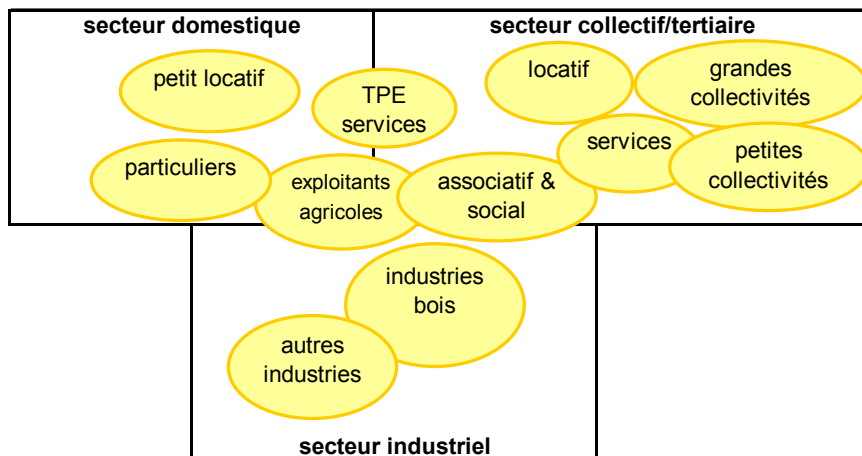 secteur domestique
secteur collectif/tertiaire
petit locatif
TPE
services
locatif
grandes
collectivités
particuliers
exploitants
agricoles
associatif &
social
services
petites
collectivités
industries
bois
autres
industries
secteur industriel